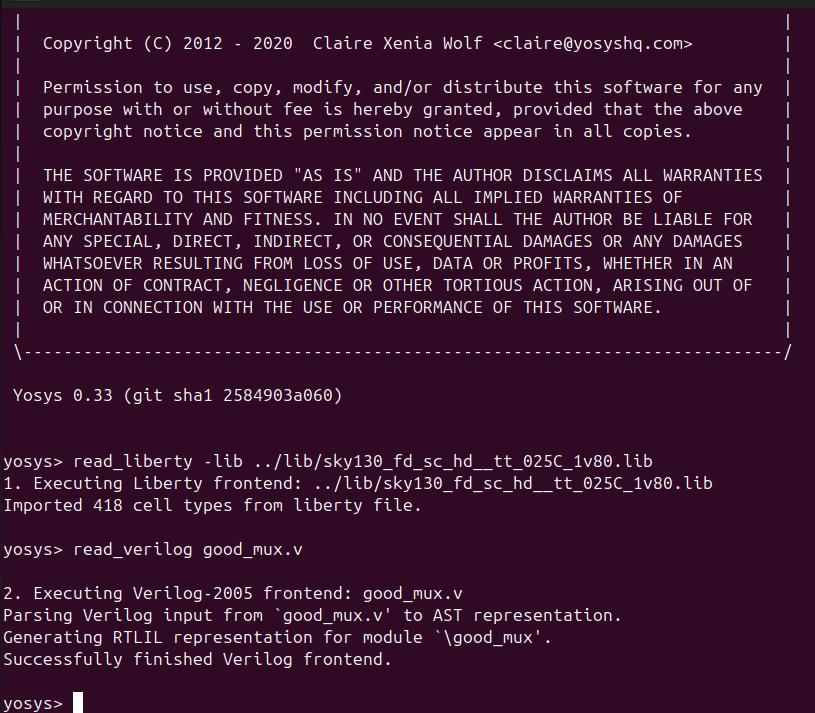 |                                                                            |
|  Copyright (C) 2012 - 2020  Claire Xenia Wolf <claire@yosyshq.com>         |
|                                                                            |
|  Permission to use, copy, modify, and/or distribute this software for any  |
|  purpose with or without fee is hereby granted, provided that the above    |
|  copyright notice and this permission notice appear in all copies.         |
|                                                                            |
|  THE SOFTWARE IS PROVIDED "AS IS" AND THE AUTHOR DISCLAIMS ALL WARRANTIES  |
|  WITH REGARD TO THIS SOFTWARE INCLUDING ALL IMPLIED WARRANTIES OF          |
|  MERCHANTABILITY AND FITNESS. IN NO EVENT SHALL THE AUTHOR BE LIABLE FOR   |
|  ANY SPECIAL, DIRECT, INDIRECT, OR CONSEQUENTIAL DAMAGES OR ANY DAMAGES    |
|  WHATSOEVER RESULTING FROM LOSS OF USE, DATA OR PROFITS, WHETHER IN AN     |
|  ACTION OF CONTRACT, NEGLIGENCE OR OTHER TORTIOUS ACTION, ARISING OUT OF   |
|  OR IN CONNECTION WITH THE USE OR PERFORMANCE OF THIS SOFTWARE.            |
|                                                                            |
\----------------------------------------------------------------------------/
Yosys 0.33 (git sha1 2584903a060)
yosys> read_liberty -lib ../lib/sky130_fd_sc_hd__tt_025C_1v80.lib
1. Executing Liberty frontend: ../lib/sky130_fd_sc_hd__tt_025C_1v80.lib
Imported 418 cell types from liberty file.
yosys> read_verilog good_mux.v
2. Executing Verilog-2005 frontend: good_mux.v
Parsing Verilog input from `good_mux.v' to AST representation.
Generating RTLIL representation for module `\good_mux'.
Successfully finished Verilog frontend.
yosys>